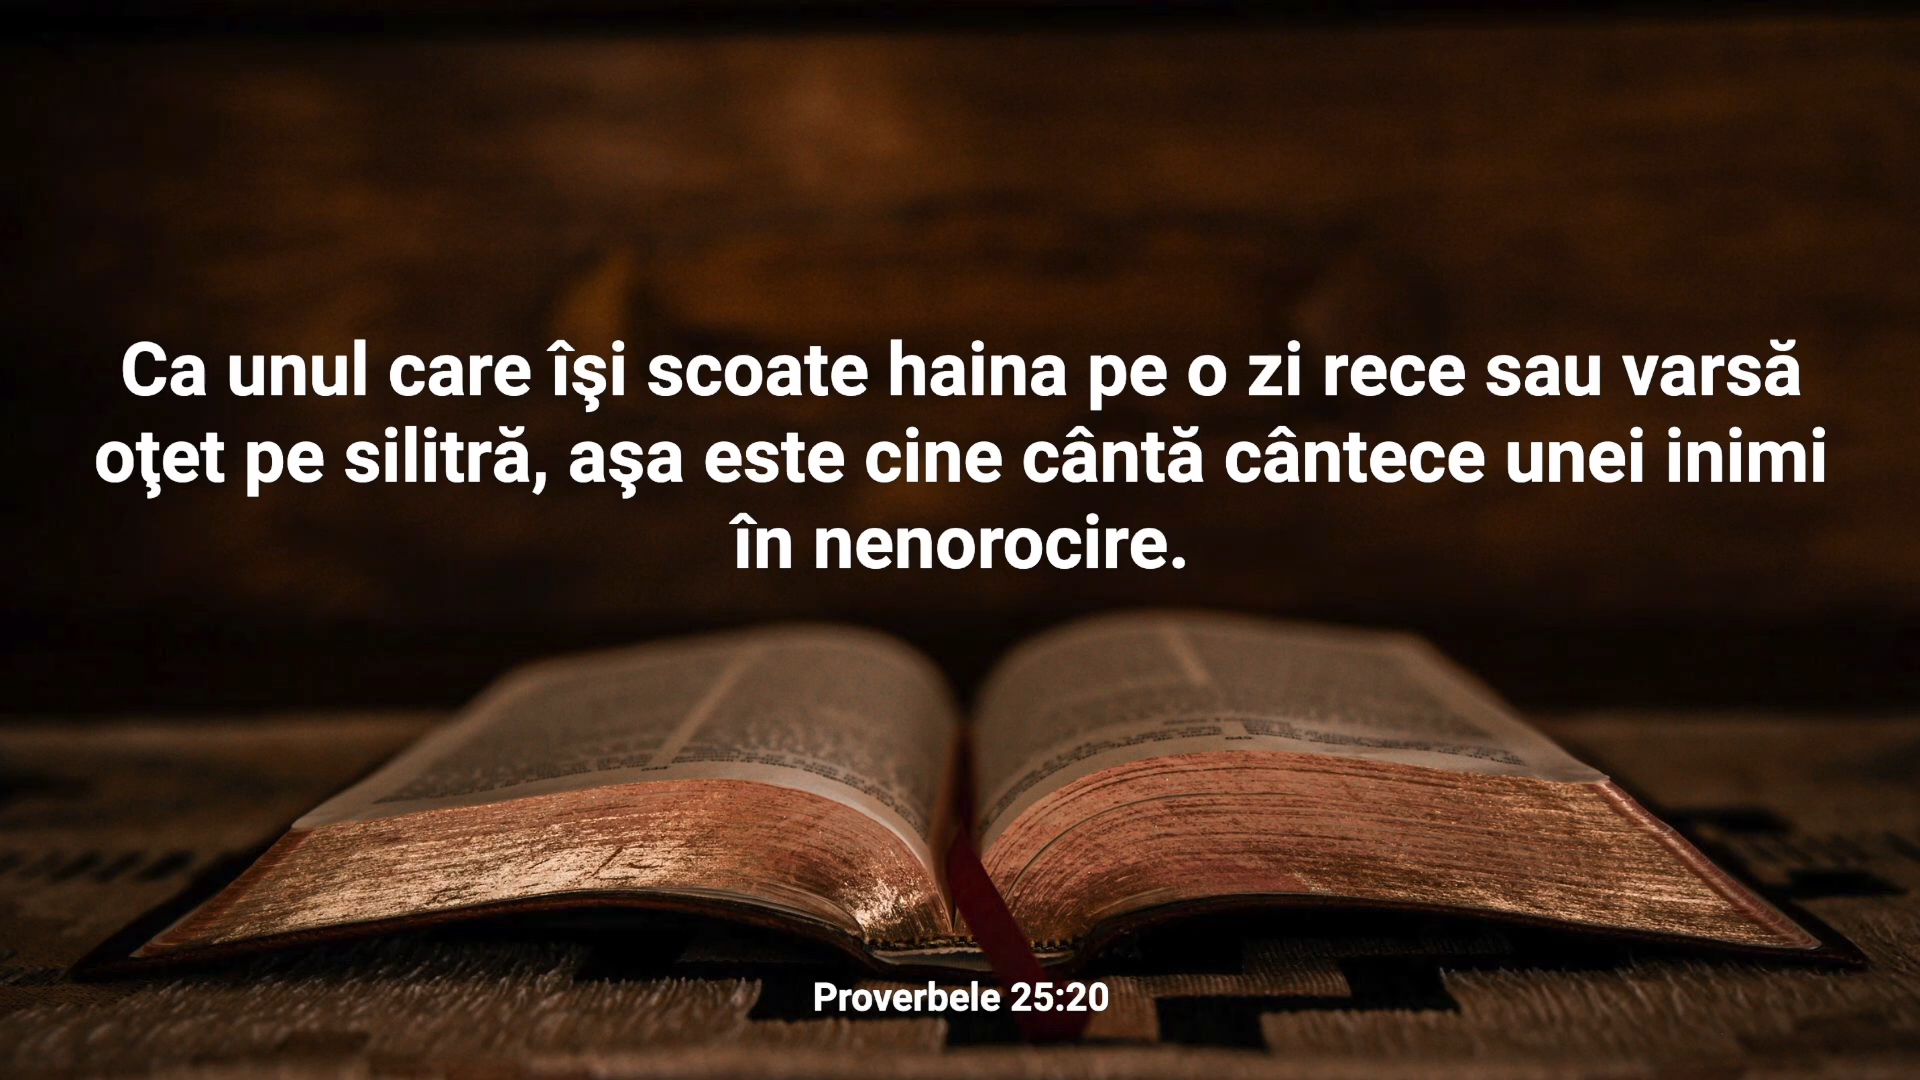 Ca unul care îşi scoate haina pe o zi rece sau varsă
oţet pe silitră, aşa este cine cântă cântece unei inimi
în nenorocire.
Proverbele 25:20